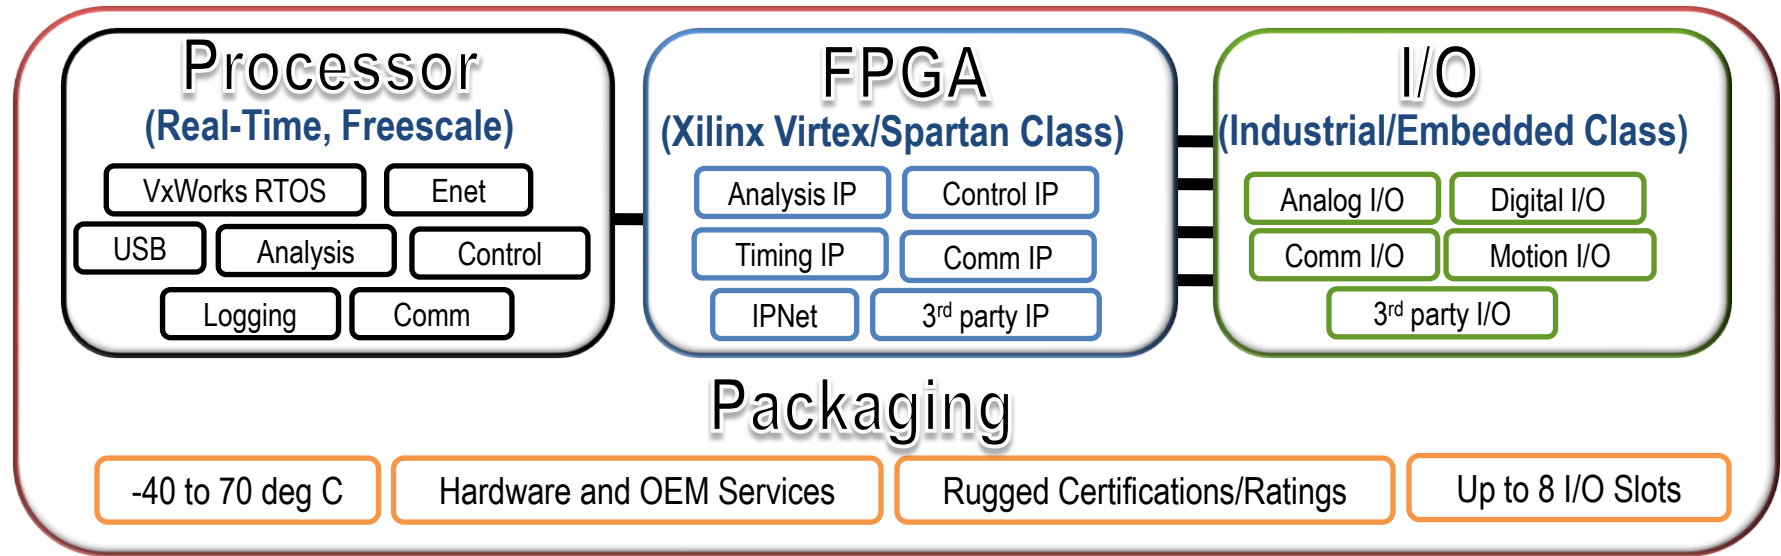 Processor
(Real-Time, Freescale)
VxWorks RTOS
Enet
USB
Analysis
Control
Logging
Comm
FPGA
(Xilinx Virtex/Spartan Class)
Analysis IP
Control IP
Timing IP
Comm IP
IPNet
3rd party IP
I/O
(Industrial/Embedded Class)
Analog I/O
Digital I/O
Comm I/O
Motion I/O
3rd party I/O
Packaging
-40 to 70 deg C
Hardware and OEM Services
Rugged Certifications/Ratings
Up to 8 I/O Slots